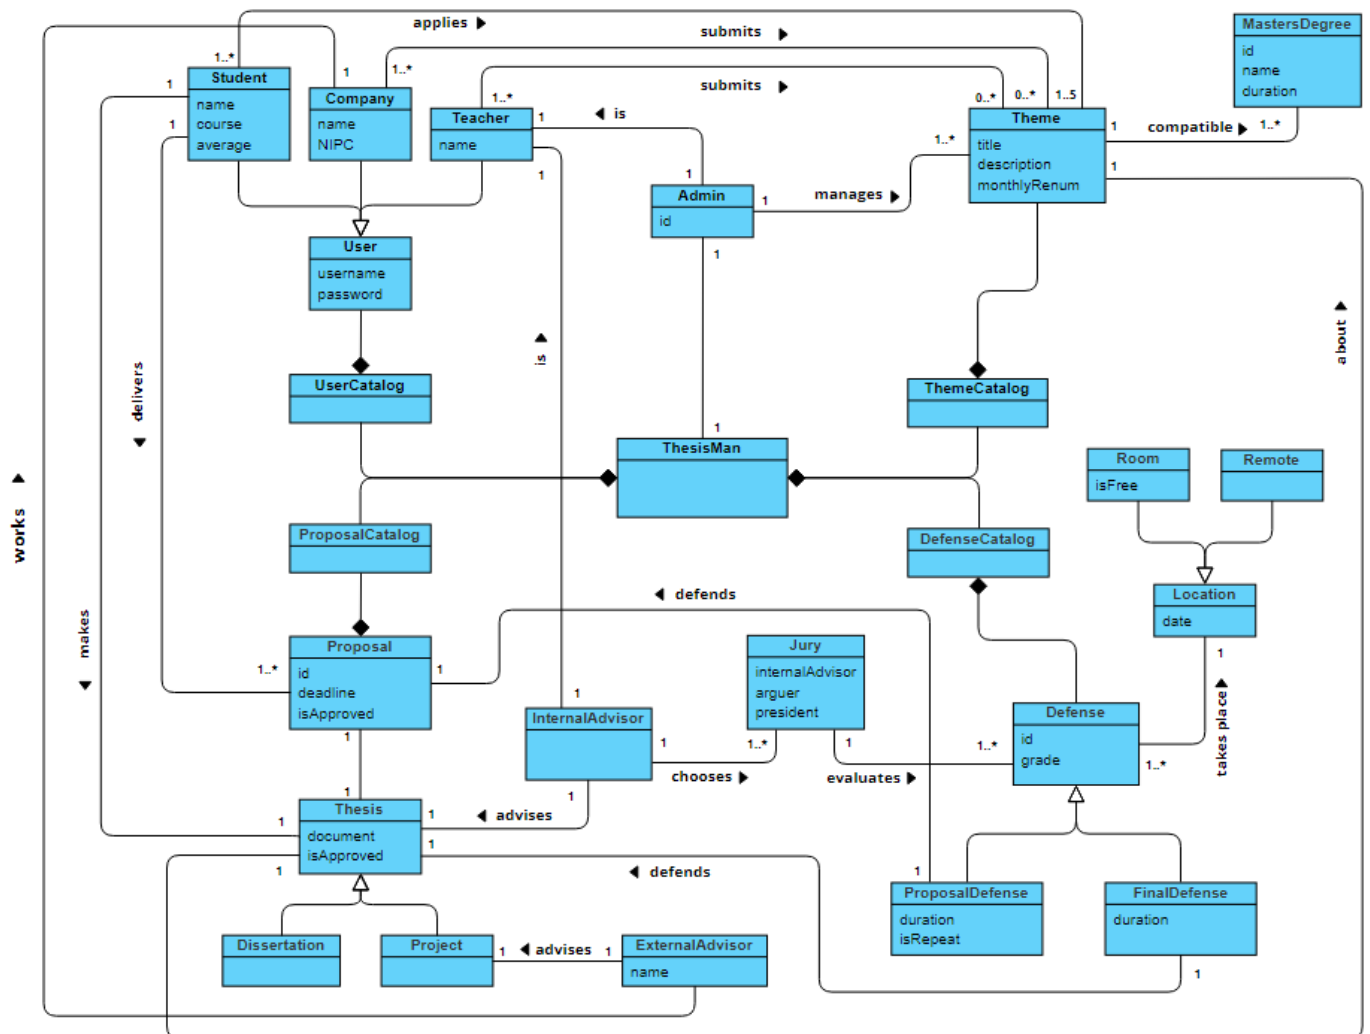 applies
submits
MastersDegree
id
name
duration
1..*
1
1..*
1
Student
name
course
average
1
Company
name
NIPC
submits
1..*
Teacher
name
1
is
0..*
0..*
1..5
Theme
title
description
monthlyRenum
1
compatible
1..*
1
1
1
Admin
id
1
manages
1..*
1
User
username
password
delivers
is
about
UserCatalog
ThemeCatalog
1
ThesisMan
works
Room
isFree
Remote
ProposalCatalog
DefenseCatalog
Location
date
1
makes
defends
Proposal
id
deadline
isApproved
1..*
1
1
Jury
internalAdvisor
arguer
president
1
InternalAdvisor
1
chooses
1..*
1
evaluates
1..*
Defense
id
grade
1..*
takes place
1
Thesis
document
isApproved
1
1
1
advises
1
1
defends
1
ProposalDefense
duration
isRepeat
FinalDefense
duration
1
Dissertation
Project
1
advises
1
ExternalAdvisor
name